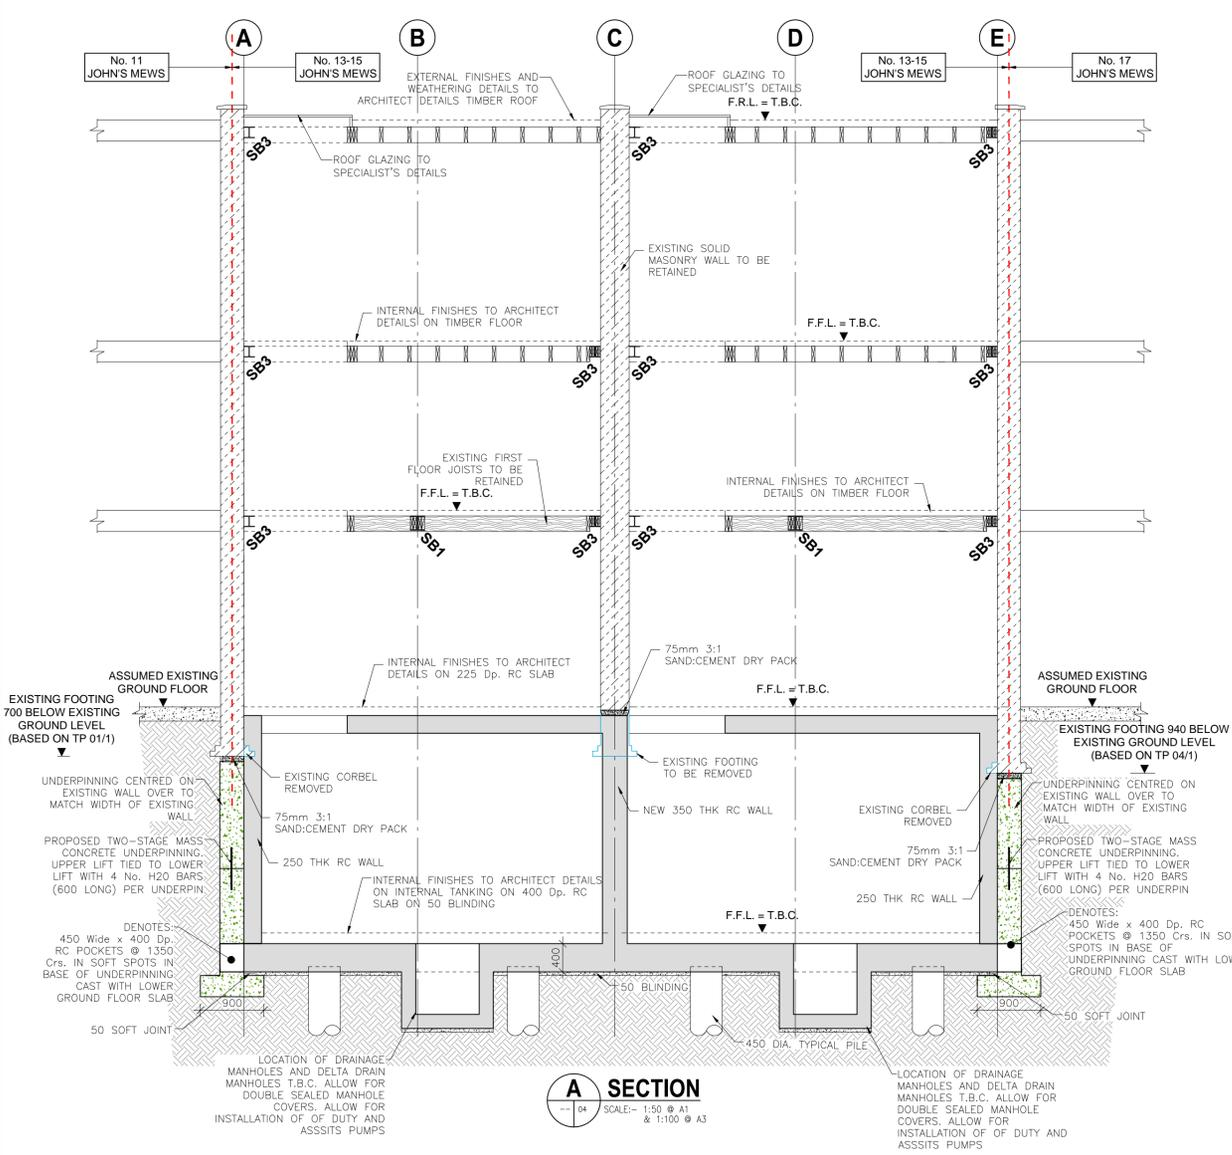 A
B
C
D
E
No. 11
JOHN'S MEWS
No. 13-15
JOHN'S MEWS
No. 13-15
JOHN'S MEWS
No. 17
JOHN'S MEWS
EXTERNAL FINISHES AND
WEATHERING DETAILS TO
ARCHITECT DETAILS TIMBER ROOF
ROOF GLAZING TO
SPECIALIST'S DETAILS
F.R.L. = T.B.C.
SB3
SB3
SB3
ROOF GLAZING TO
SPECIALIST'S DETAILS
EXISTING SOLID
MASONRY WALL TO BE
RETAINED
INTERNAL FINISHES TO ARCHITECT
DETAILS ON TIMBER FLOOR
F.F.L. = T.B.C.
SB3
SB3
SB3
SB3
EXISTING FIRST
FLOOR JOISTS TO BE
RETAINED
F.F.L. = T.B.C.
INTERNAL FINISHES TO ARCHITECT
DETAILS ON TIMBER FLOOR
SB3
SB1
SB3
SB3
SB1
SB3
75mm 3:1
SAND:CEMENT DRY PACK
INTERNAL FINISHES TO ARCHITECT
DETAILS ON 225 Dp. RC SLAB
F.F.L. = T.B.C.
ASSUMED EXISTING
GROUND FLOOR
ASSUMED EXISTING
GROUND FLOOR
EXISTING FOOTING
700 BELOW EXISTING
GROUND LEVEL
(BASED ON TP 01/1)
EXISTING FOOTING 940 BELOW
EXISTING GROUND LEVEL
(BASED ON TP 04/1)
UNDERPINNING CENTRED ON
EXISTING WALL OVER TO
MATCH WIDTH OF EXISTING
WALL
EXISTING CORBEL
REMOVED
EXISTING FOOTING
TO BE REMOVED
UNDERPINNING CENTRED ON
EXISTING WALL OVER TO
MATCH WIDTH OF EXISTING
WALL
75mm 3:1
SAND:CEMENT DRY PACK
NEW 350 THK RC WALL
EXISTING CORBEL
REMOVED
PROPOSED TWO-STAGE MASS
CONCRETE UNDERPINNING.
UPPER LIFT TIED TO LOWER
LIFT WITH 4 No. H20 BARS
(600 LONG) PER UNDERPIN
250 THK RC WALL
75mm 3:1
SAND:CEMENT DRY PACK
PROPOSED TWO-STAGE MASS
CONCRETE UNDERPINNING.
UPPER LIFT TIED TO LOWER
LIFT WITH 4 No. H20 BARS
(600 LONG) PER UNDERPIN
INTERNAL FINISHES TO ARCHITECT DETAILS
ON INTERNAL TANKING ON 400 Dp. RC
SLAB ON 50 BLINDING
250 THK RC WALL
F.F.L. = T.B.C.
DENOTES:
450 Wide x 400 Dp.
RC POCKETS @ 1350
Crs. IN SOFT SPOTS IN
BASE OF UNDERPINNING
CAST WITH LOWER
GROUND FLOOR SLAB
DENOTES:
450 Wide x 400 Dp. RC
POCKETS @ 1350 Crs. IN SO
SPOTS IN BASE OF
UNDERPINNING CAST WITH LOW
GROUND FLOOR SLAB
400
50 BLINDING
900
900
50 SOFT JOINT
50 SOFT JOINT
450 DIA. TYPICAL PILE
LOCATION OF DRAINAGE
MANHOLES AND DELTA DRAIN
MANHOLES T.B.C. ALLOW FOR
DOUBLE SEALED MANHOLE
COVERS. ALLOW FOR
INSTALLATION OF OF DUTY AND
ASSSITS PUMPS
LOCATION OF DRAINAGE
MANHOLES AND DELTA DRAIN
MANHOLES T.B.C. ALLOW FOR
DOUBLE SEALED MANHOLE
COVERS. ALLOW FOR
INSTALLATION OF OF DUTY AND
ASSSITS PUMPS
A SECTION
-- 04
SCALE:- 1:50 @ A1
& 1:100 @ A3